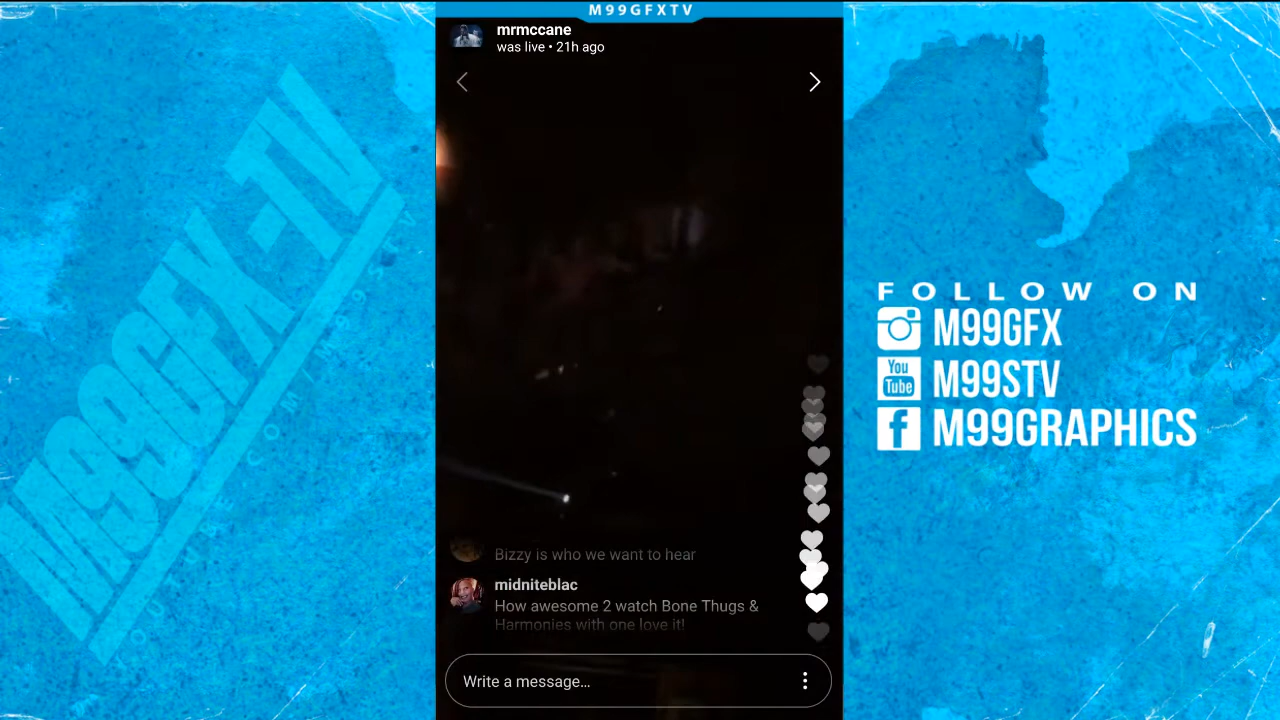 M99GFXTV
mrmccane
was live • 21h ago
Bizzy is who we want to hear
midniteblac
How awesome 2 watch Bone Thugs &
Harmonies with one love it!
Write a message...
M99GFX-TV
FOLLOW ON
M99GFX
You
Tube
M99STV
f
M99GRAPHICS